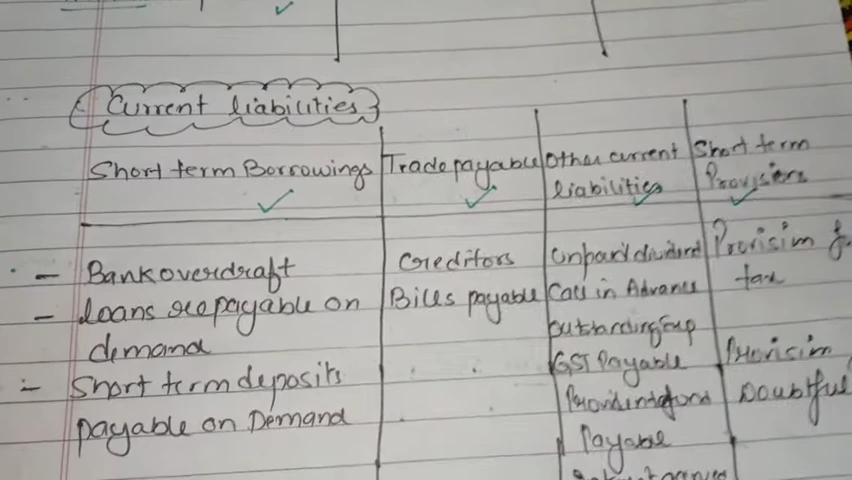 Current liabilities
Short term Borrowings
Trade payable
Other current
liabilities
Short term
Provisions
- Bank overdraft
- Loans repayable on
demand
- Short term deposits
payable on Demand
Creditors
Bills payable
Unpaid dividend
Calls in Advance
outstanding exp
GST Payable
Provident fund
Payable
Provision f
tax
Provision
Doubtful